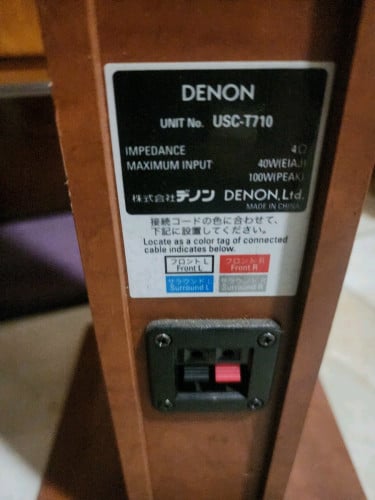 DENON
UNIT No. USC-T710
IMPEDANCE 4Ω
MAXIMUM INPUT 40W(EIAJ)
100W(PEAK)
株式会社デノン DENON, Ltd.
MADE IN CHINA
接続コードの色に合わせて、
下記に設置してください。
Locate as a color tag of connected
cable indicates below.
フロント L フロント R
Front L Front R
サラウンド L サラウンド R
Surround L Surround R